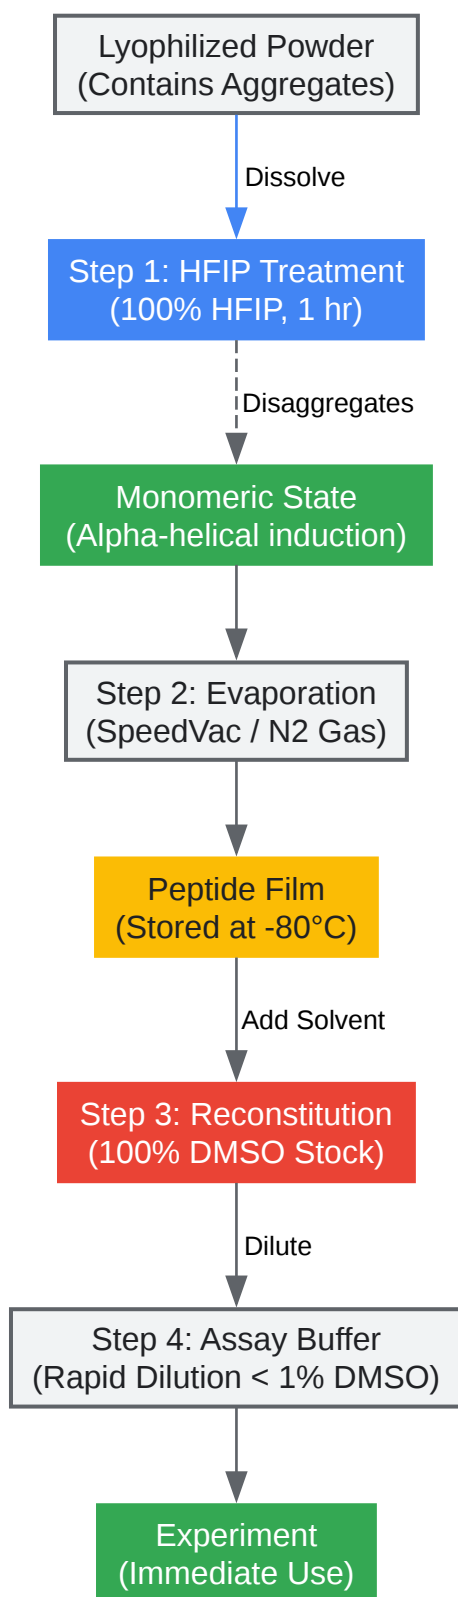 Lyophilized Powder
(Contains Aggregates)
Dissolve
Step 1: HFIP Treatment
(100% HFIP, 1 hr)
Disaggregates
Monomeric State
(Alpha-helical induction)
Step 2: Evaporation
(SpeedVac / N2 Gas)
Peptide Film
(Stored at -80°C)
Add Solvent
Step 3: Reconstitution
(100% DMSO Stock)
Dilute
Step 4: Assay Buffer
(Rapid Dilution < 1% DMSO)
Experiment
(Immediate Use)